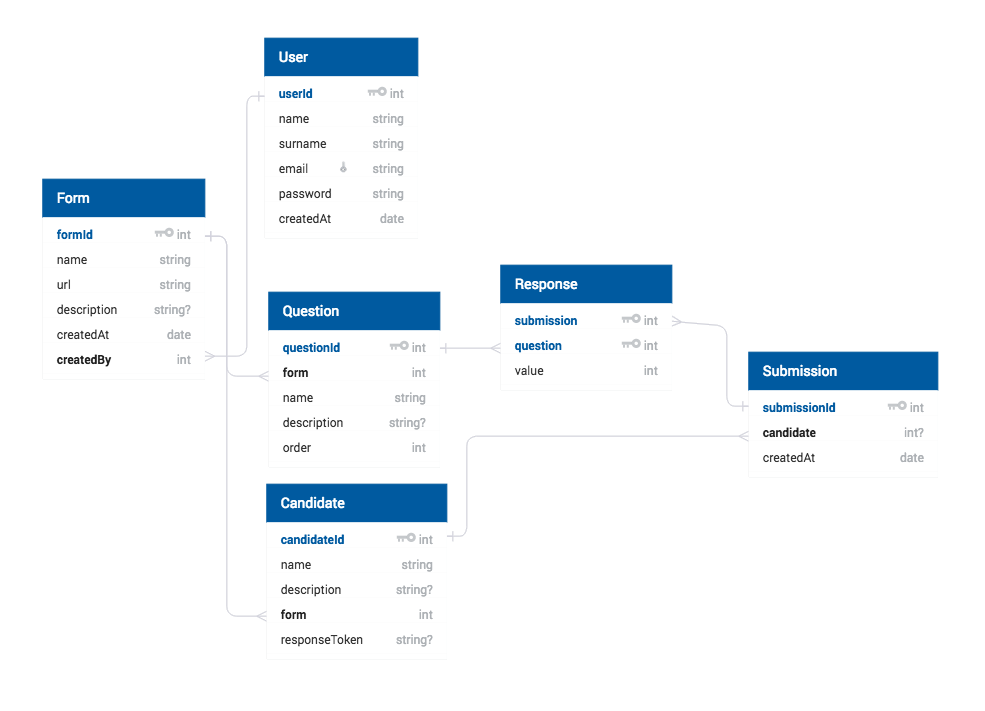 User
userId int
name string
surname string
email string
password string
createdAt date
Form
formId int
name string
url string
description string?
createdAt date
createdBy int
Question
questionId int
form int
name string
description string?
order int
Response
submission int
question int
value int
Submission
submissionId int
candidate int?
createdAt date
Candidate
candidateId int
name string
description string?
form int
responseToken string?